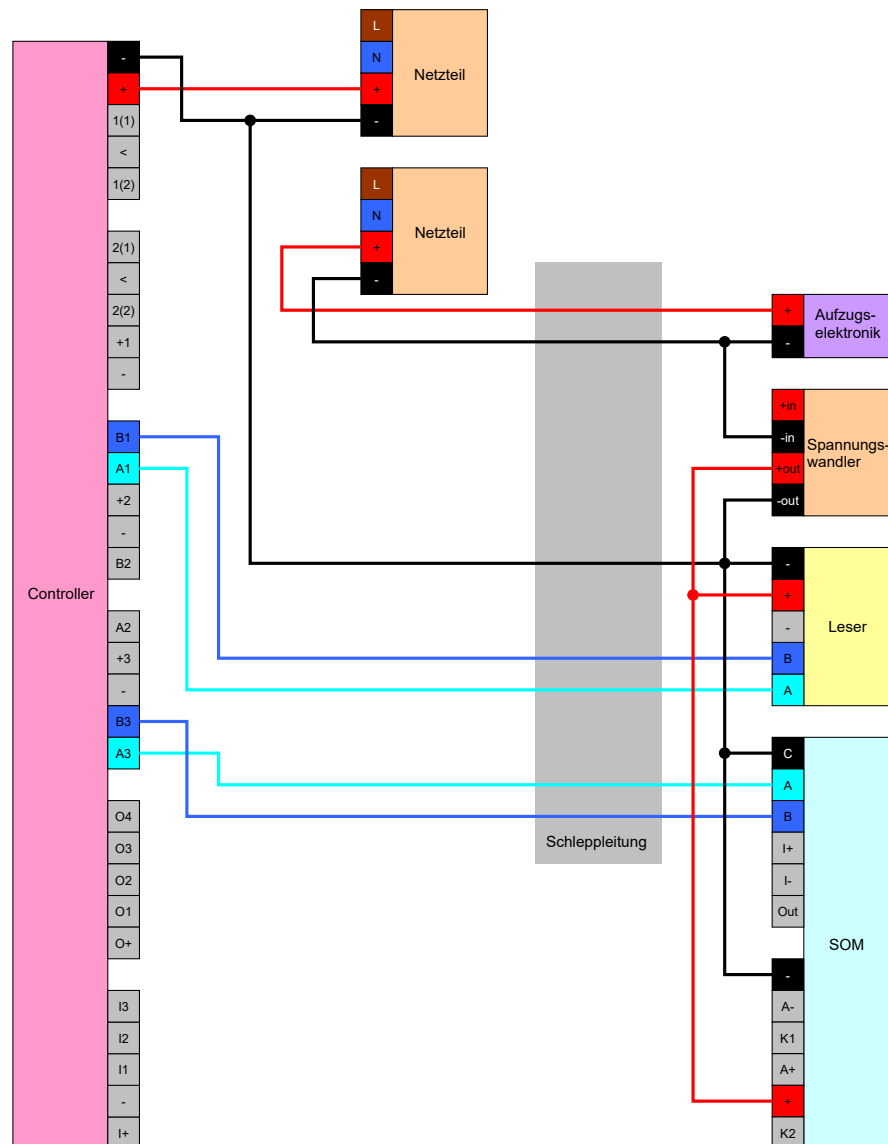 Controller
-
+
1(1)
<
1(2)
2(1)
<
2(2)
+1
-
B1
A1
+2
-
B2
A2
+3
-
B3
A3
O4
O3
O2
O1
O+
I3
I2
I1
-
I+
L
N
+
-
Netzteil
L
N
+
-
Netzteil
Schleppleitung
+
-
Aufzugs-
elektronik
+in
-in
+out
-out
Spannungs-
wandler
-
+
-
B
A
Leser
C
A
B
I+
I-
Out
-
A-
K1
A+
+
K2
SOM